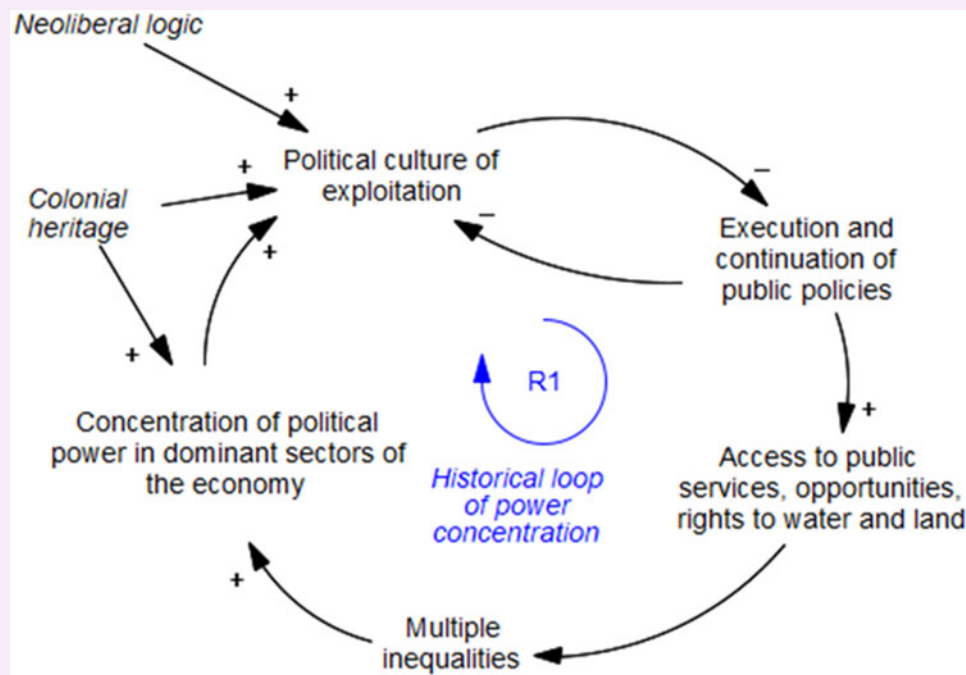 Neoliberal logic
+
Political culture of
exploitation
+
–
Colonial
heritage
+
–
Execution and
continuation of
public policies
+
R1
+
Concentration of political
power in dominant sectors of
the economy
Historical loop
of power
concentration
Access to public
services, opportunities,
rights to water and land
+
Multiple
inequalities